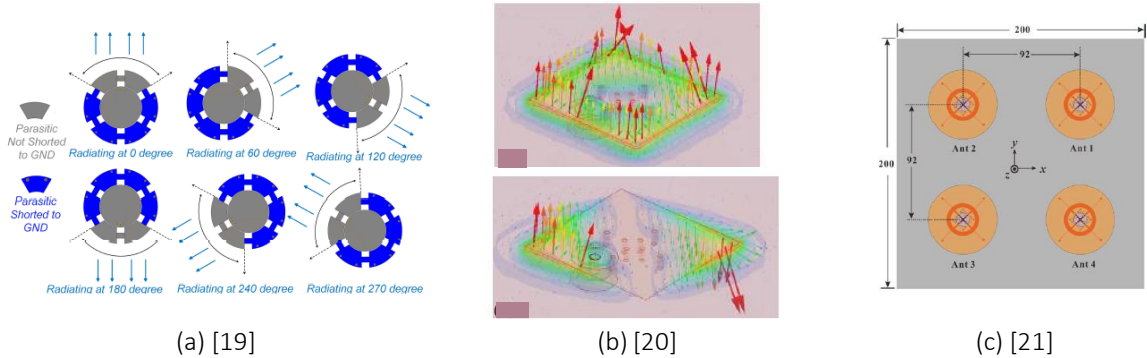 Parasitic
Not Shorted
to GND
Parasitic
Shorted to
GND
Radiating at 0 degree
Radiating at 60 degree
Radiating at 120 degree
Radiating at 180 degree
Radiating at 240 degree
Radiating at 270 degree
(a) [19]
(b) [20]
200
92
200
92
Ant 2
Ant 1
y
z
x
Ant 3
Ant 4
(c) [21]